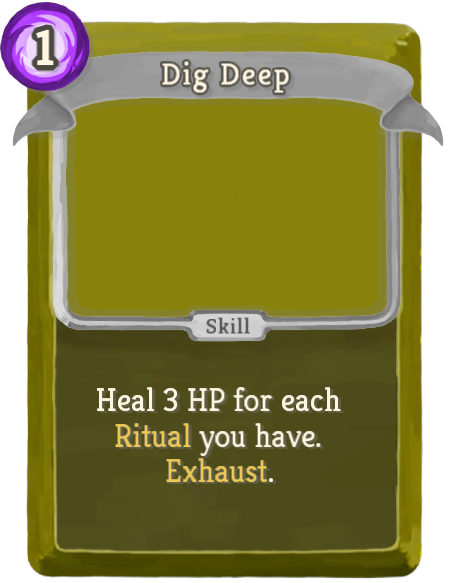 1
Dig Deep
Skill
Heal 3 HP for each
Ritual you have.
Exhaust.